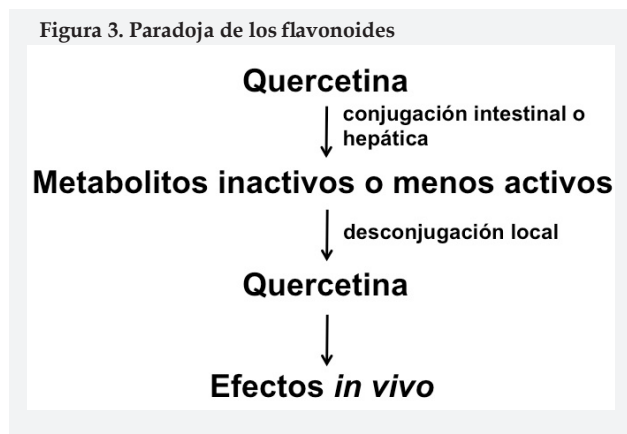 Figura 3. Paradoja de los flavonoides
Quercetina
conjugación intestinal o
hepática
Metabolitos inactivos o menos activos
desconjugación local
Quercetina
Efectos in vivo